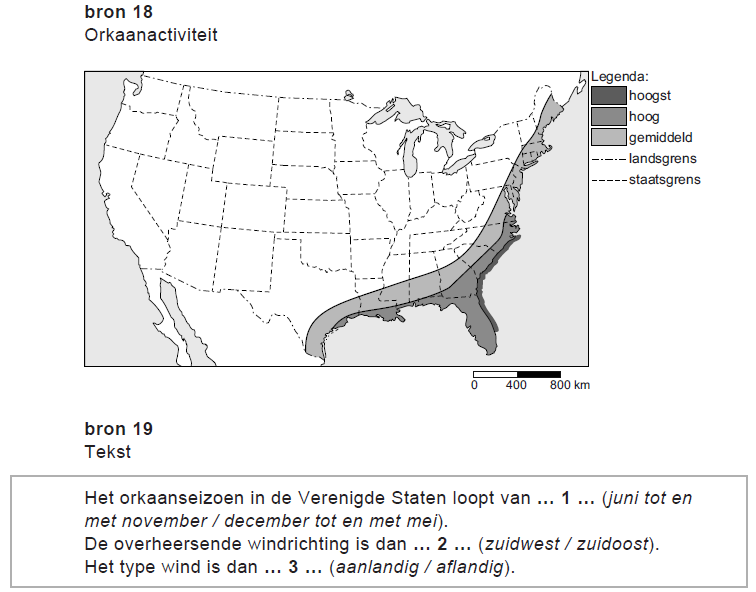 bron 18
Orkaanactiviteit
Legenda:
hoogst
hoog
gemiddeld
landsgrens
staatsgrens
0 400 800 km
bron 19
Tekst
Het orkaanseizoen in de Verenigde Staten loopt van ... 1 ... (juni tot en
met november / december tot en met mei).
De overheersende windrichting is dan ... 2 ... (zuidwest / zuidoost).
Het type wind is dan ... 3 ... (aanlandig / aflandig).